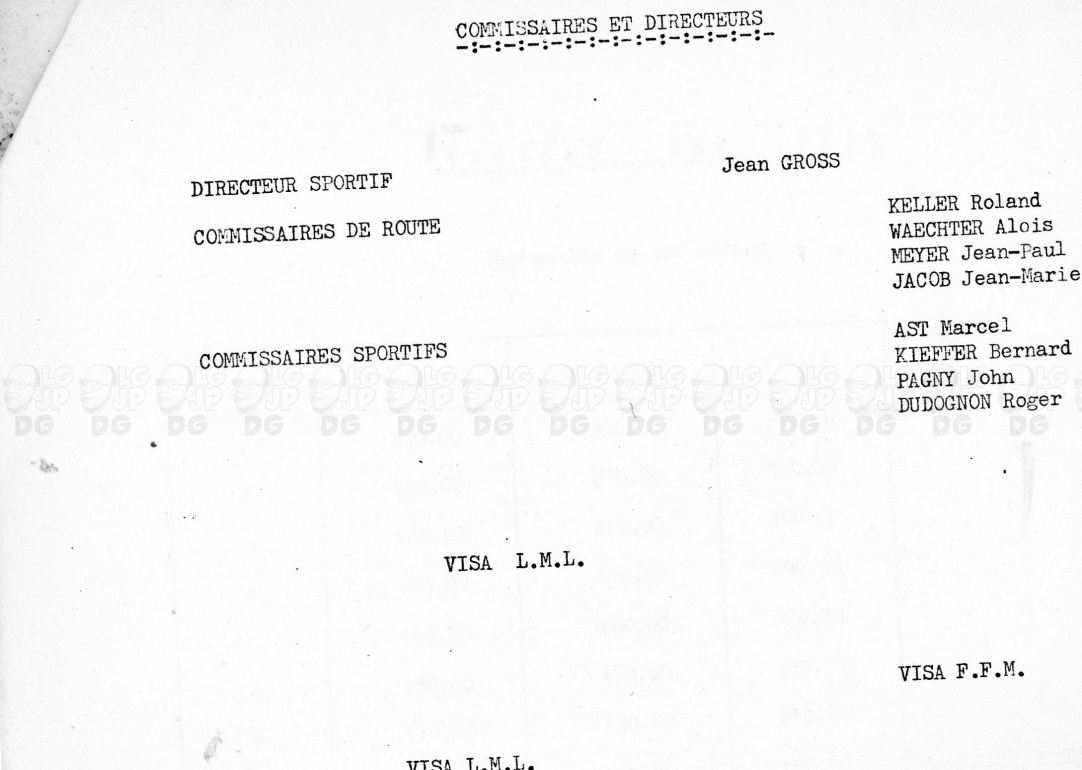 COMMISSAIRES ET DIRECTEURS
-:-:-:-:-:-:-:-:-:-:-:-:-:-
DIRECTEUR SPORTIF Jean GROSS
COMMISSAIRES DE ROUTE KELLER Roland
WAECHTER Alois
MEYER Jean-Paul
JACOB Jean-Marie
COMMISSAIRES SPORTIFS AST Marcel
KIEFFER Bernard
PAGNY John
DUDOGNON Roger
VISA L.M.L.
VISA F.F.M.
VISA L.M.L.